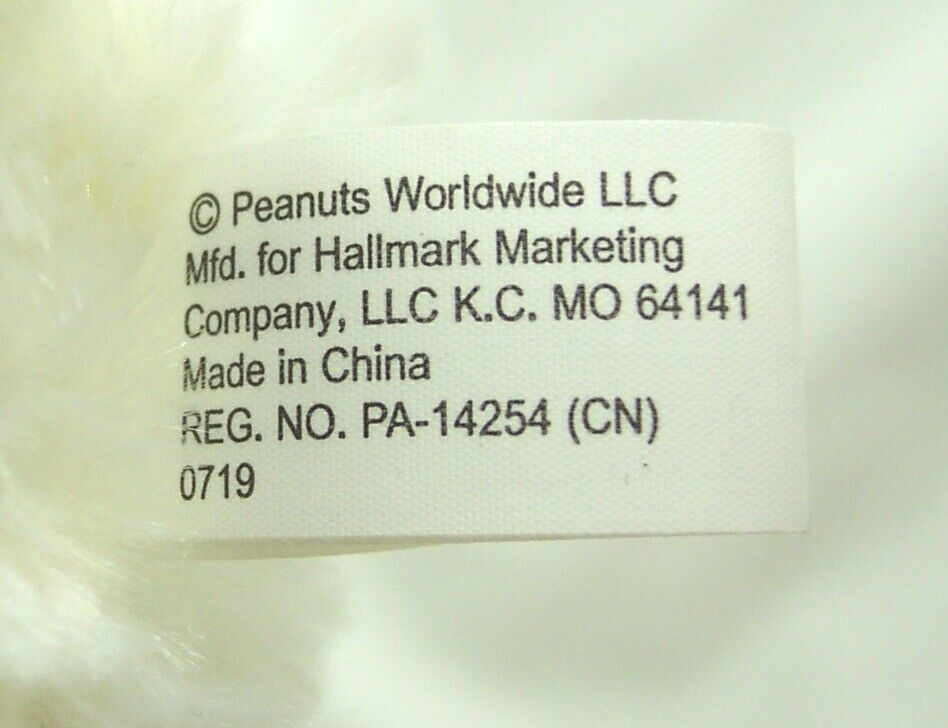 © Peanuts Worldwide LLC
Mfd. for Hallmark Marketing
Company, LLC K.C. MO 64141
Made in China
REG. NO. PA-14254 (CN)
0719